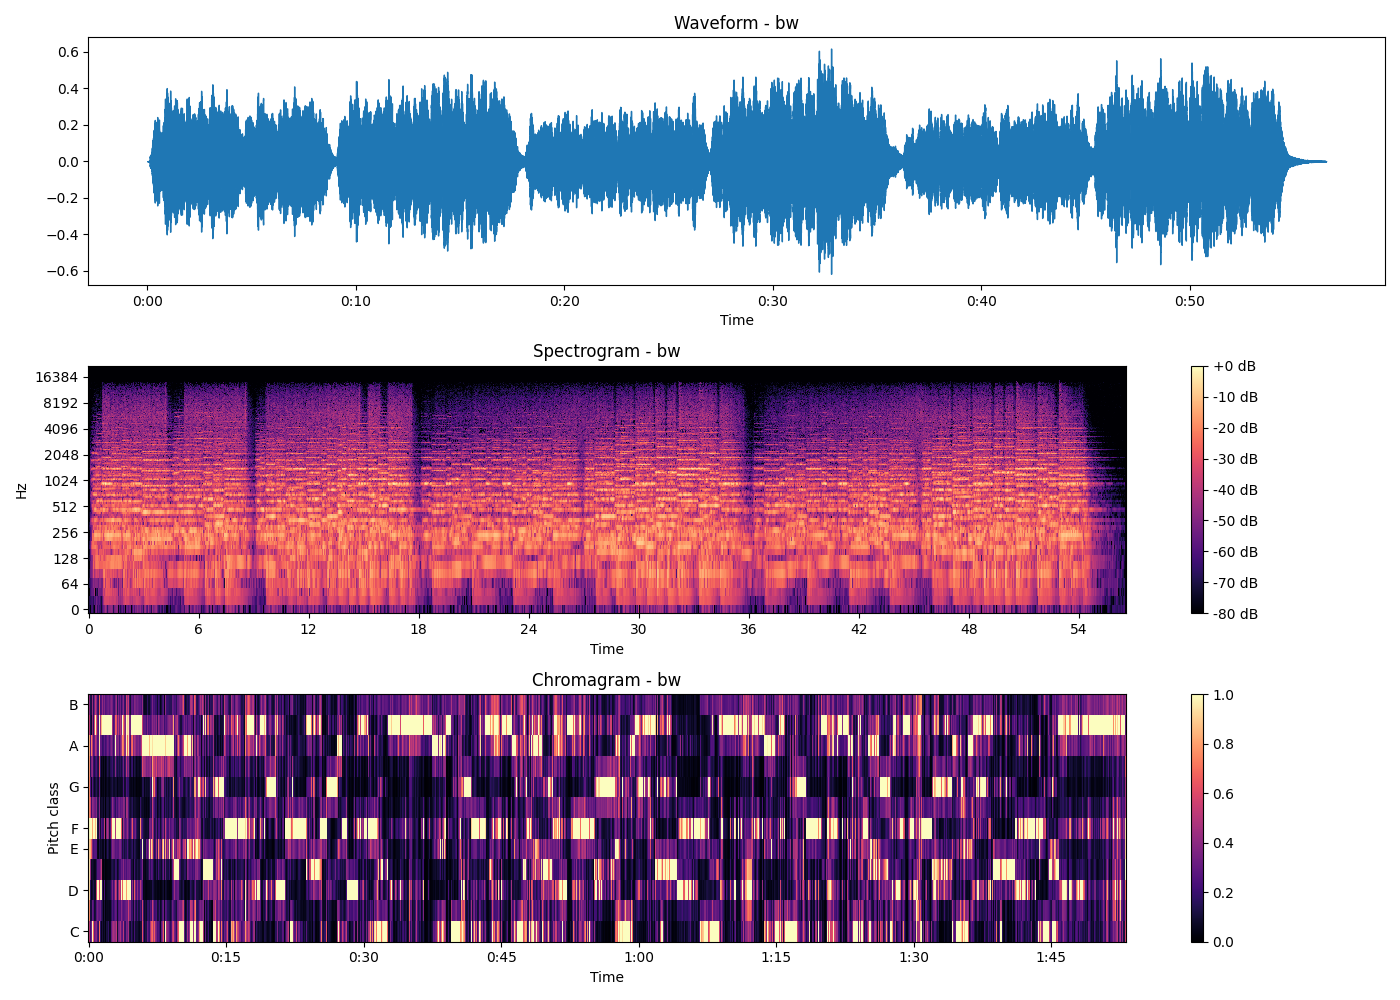 Waveform - bw
0.6
0.4
0.2
0.0
−0.2
−0.4
−0.6
0:00 0:10 0:20 0:30 0:40 0:50
Time
Spectrogram - bw
16384
8192
4096
2048
1024
512
256
128
64
0
Hz
0 6 12 18 24 30 36 42 48 54
Time
+0 dB
-10 dB
-20 dB
-30 dB
-40 dB
-50 dB
-60 dB
-70 dB
-80 dB
Chromagram - bw
B
A
G
F
E
D
C
Pitch class
0:00 0:15 0:30 0:45 1:00 1:15 1:30 1:45
Time
1.0
0.8
0.6
0.4
0.2
0.0